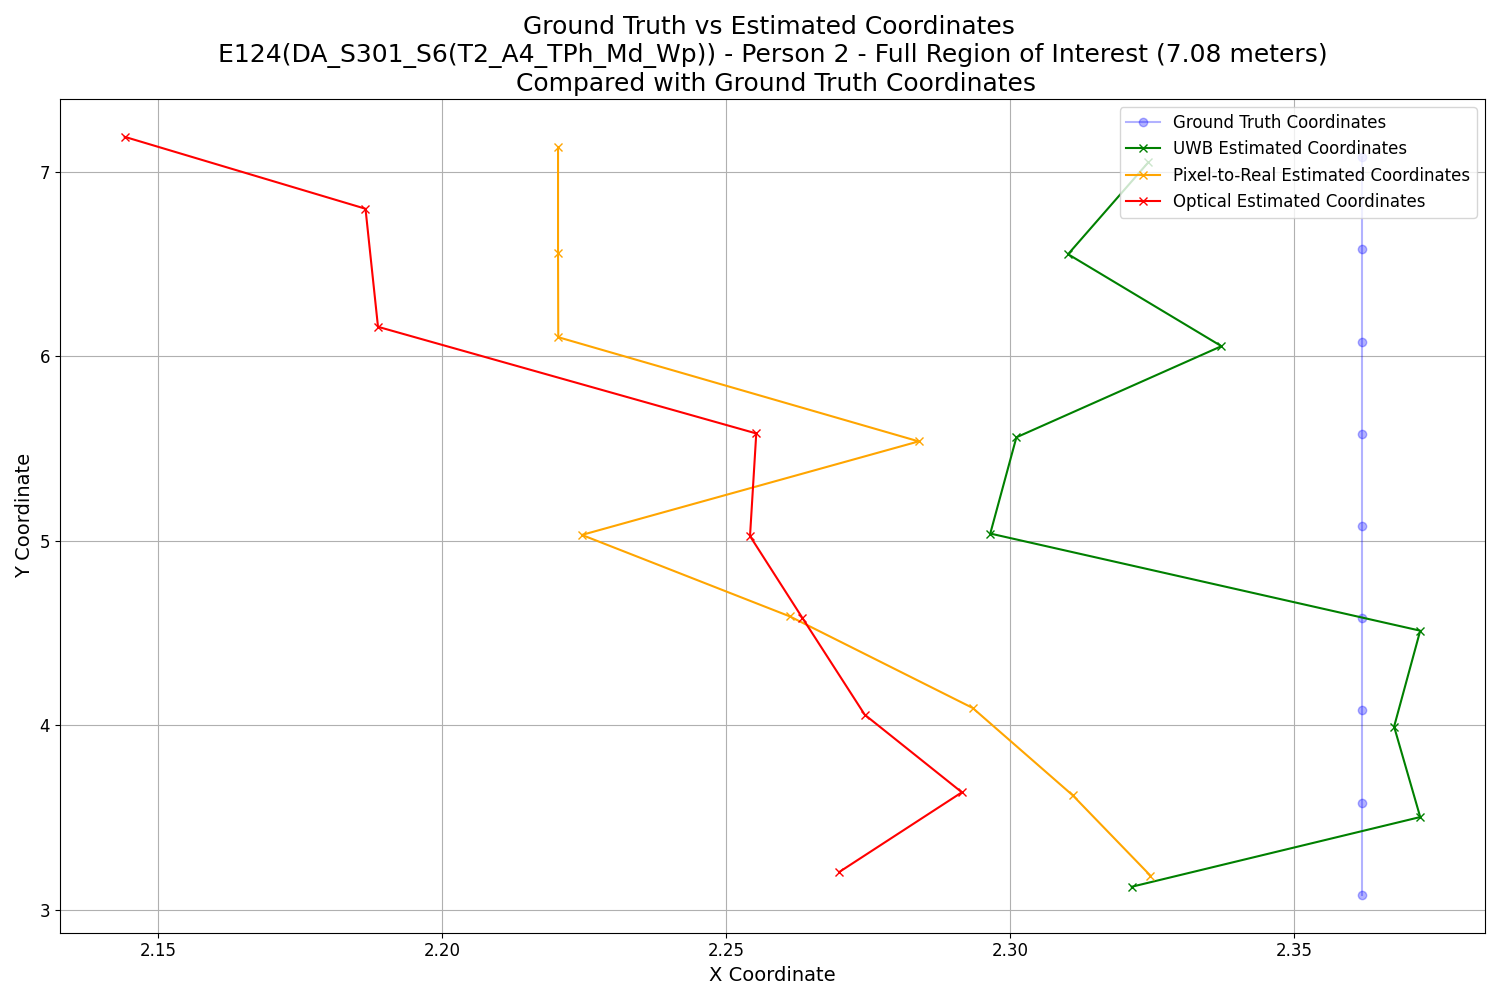 Ground Truth vs Estimated Coordinates
E124(DA_S301_S6(T2_A4_TPh_Md_Wp)) - Person 2 - Full Region of Interest (7.08 meters)
Compared with Ground Truth Coordinates
Ground Truth Coordinates
UWB Estimated Coordinates
Pixel-to-Real Estimated Coordinates
Optical Estimated Coordinates
Y Coordinate
7
6
5
4
3
2.15 2.20 2.25 2.30 2.35
X Coordinate